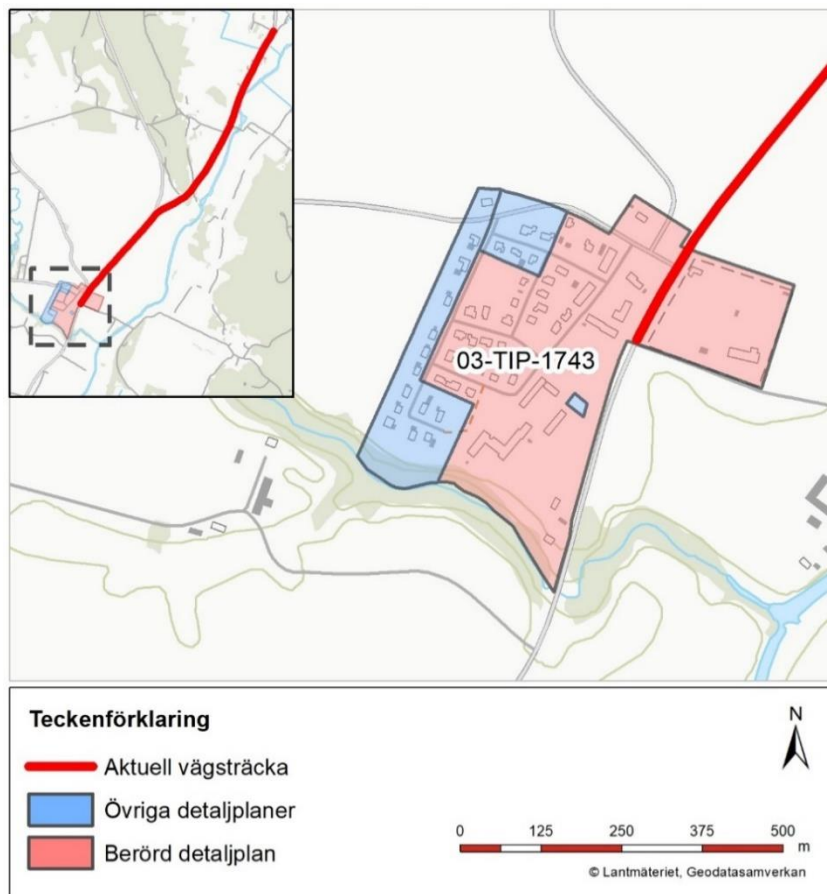 03-TIP-1743
Teckenförklaring
Aktuell vägsträcka
Övriga detaljplaner
Berörd detaljplan
N
0 125 250 375 500
m
© Lantmäteriet, Geodatasamverkan